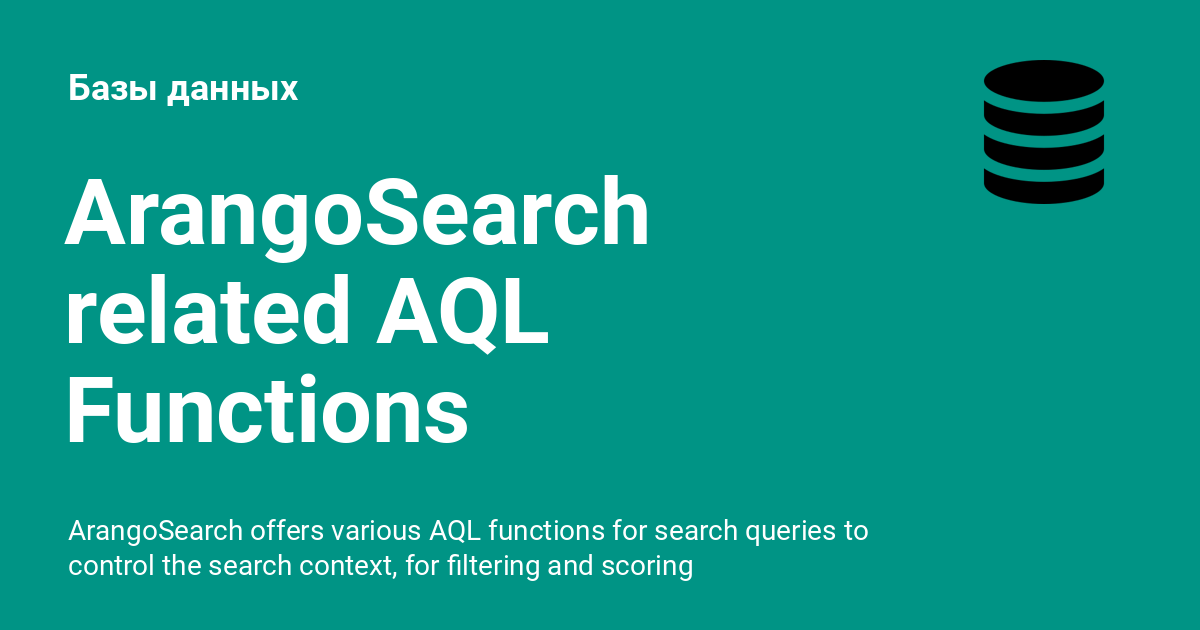 Базы данных
ArangoSearch
related AQL
Functions
ArangoSearch offers various AQL functions for search queries to
control the search context, for filtering and scoring